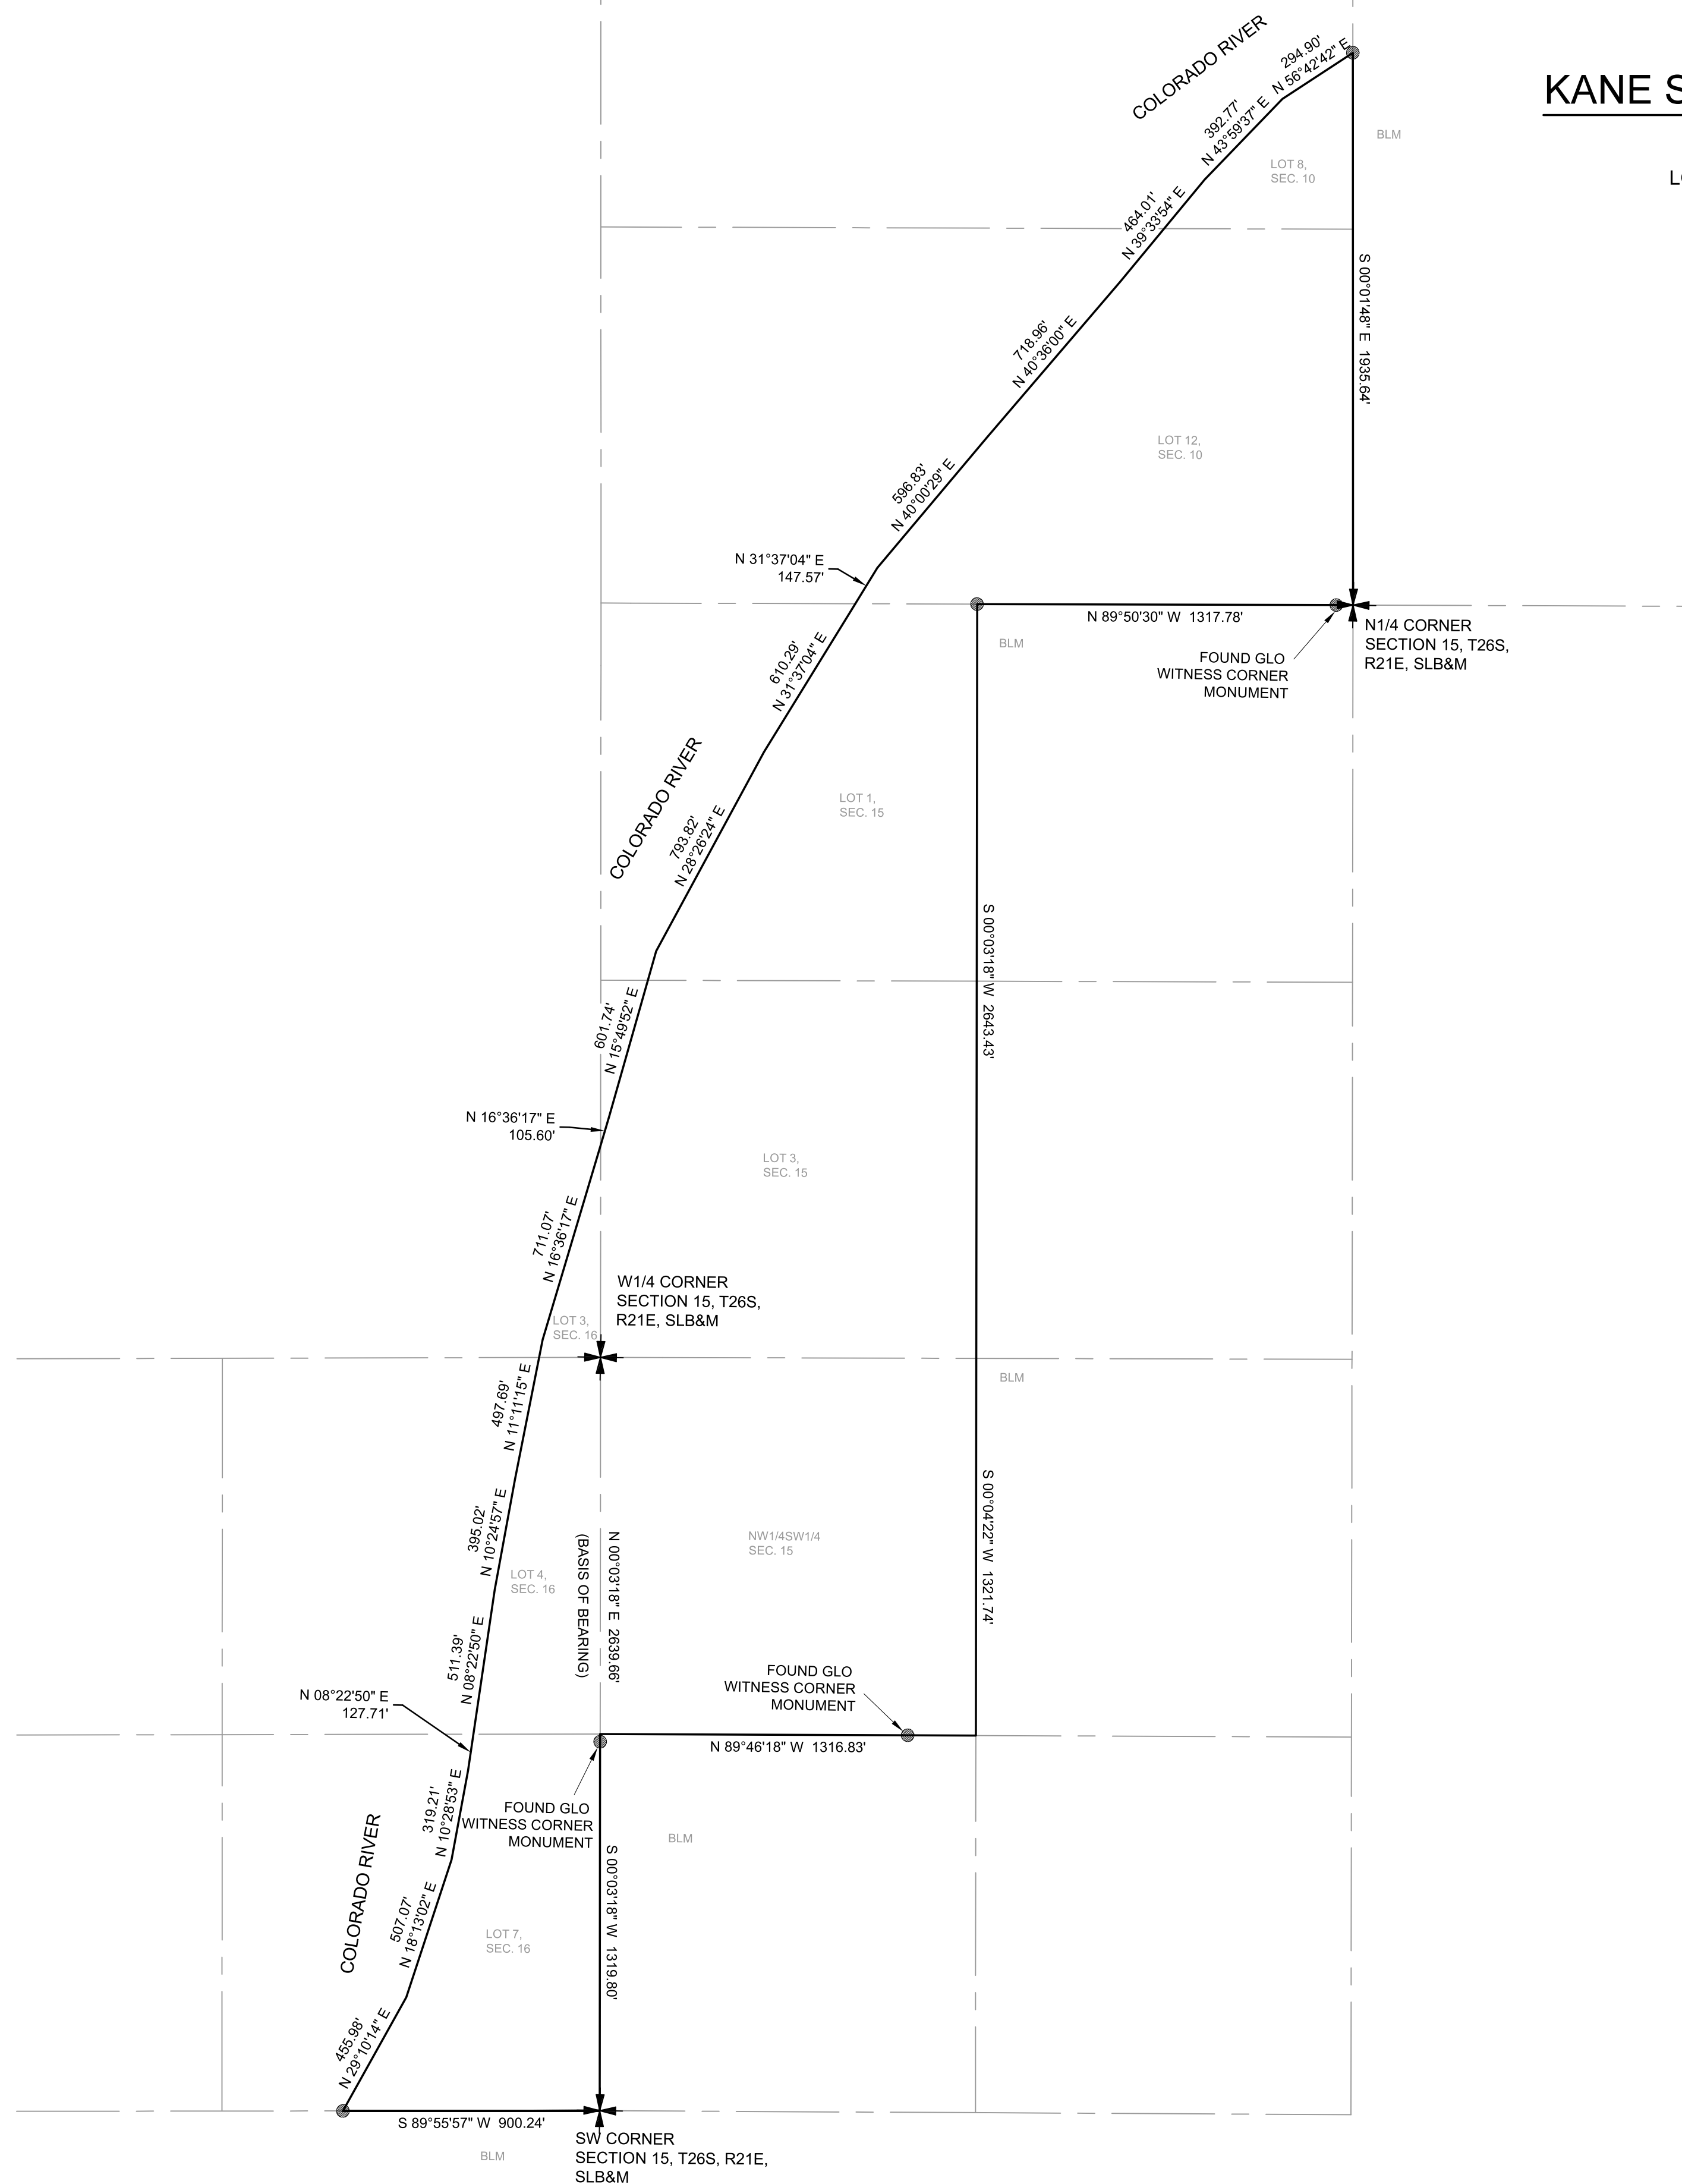 COLORADO RIVER
294.90'
N 56°42'42" E
KANE S
392.77'
N 43°59'37" E
BLM
LOT 8,
SEC. 10
464.01'
N 39°33'54" E
S 00°01'48" E 1935.64'
718.96'
N 40°36'00" E
LOT 12,
SEC. 10
596.83'
N 40°00'29" E
N 31°37'04" E
147.57'
N 89°50'30" W 1317.78'
N1/4 CORNER
SECTION 15, T26S,
R21E, SLB&M
BLM
FOUND GLO
WITNESS CORNER
MONUMENT
610.29'
N 31°37'04" E
COLORADO RIVER
LOT 1,
SEC. 15
793.82'
N 28°26'24" E
S 00°03'18" W 2643.43'
601.74'
N 15°49'52" E
N 16°36'17" E
105.60'
LOT 3,
SEC. 15
711.07'
N 16°36'17" E
W1/4 CORNER
SECTION 15, T26S,
R21E, SLB&M
LOT 3,
SEC. 16
BLM
497.69'
N 11°11'15" E
395.02'
N 10°24'57" E
S 00°04'22" W 1321.74'
NW1/4SW1/4
SEC. 15
LOT 4,
SEC. 16
N 00°03'18" E 2639.66'
(BASIS OF BEARING)
511.39'
N 08°22'50" E
FOUND GLO
WITNESS CORNER
MONUMENT
N 08°22'50" E
127.71'
N 89°46'18" W 1316.83'
319.21'
N 10°28'53" E
FOUND GLO
WITNESS CORNER
MONUMENT
BLM
COLORADO RIVER
507.07'
N 18°13'02" E
S 00°03'18" W 1319.80'
LOT 7,
SEC. 16
455.98'
N 29°10'14" E
S 89°55'57" W 900.24'
BLM
SW CORNER
SECTION 15, T26S, R21E,
SLB&M